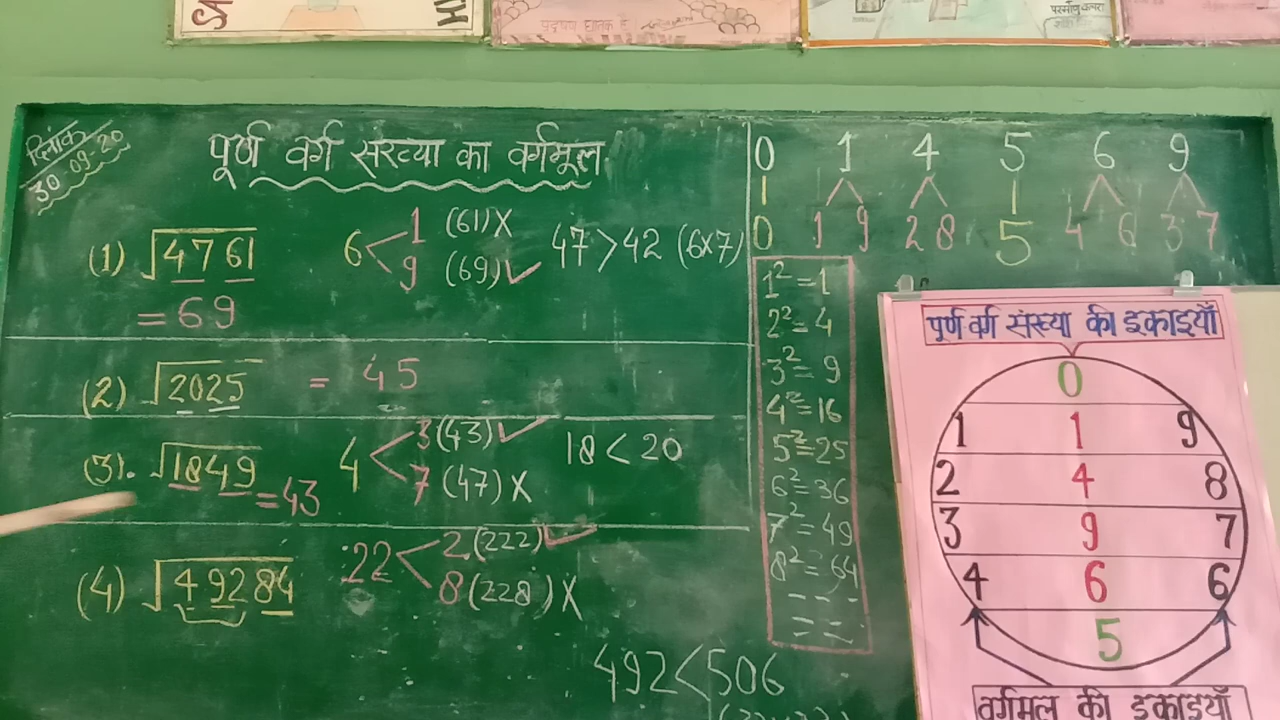 परमाणु कल्पना
दिनांक
30-09-20
पूर्ण वर्ग संख्या का वर्गमूल
(1) √4761
6 < 1 (61) X
9 (69) ✓
47 > 42 (6x7)
= 69
(2) √2025 = 45
(3). √1849 = 43
4 < 3 (43) ✓
7 (47) X
18 < 20
(4) √49284
22 < 2 (222) ✓
8 (228) X
492 < 506
0 1 4 5 6 9
0 1 9 2 8 5 4 6 3 7
1² = 1
2² = 4
3² = 9
4² = 16
5² = 25
6² = 36
7² = 49
8² = 64
पूर्ण वर्ग संख्या की इकाइयाँ
0
1 1 9
2 4 8
3 9 7
4 6 6
5
वर्गमूल की इकाइयाँ